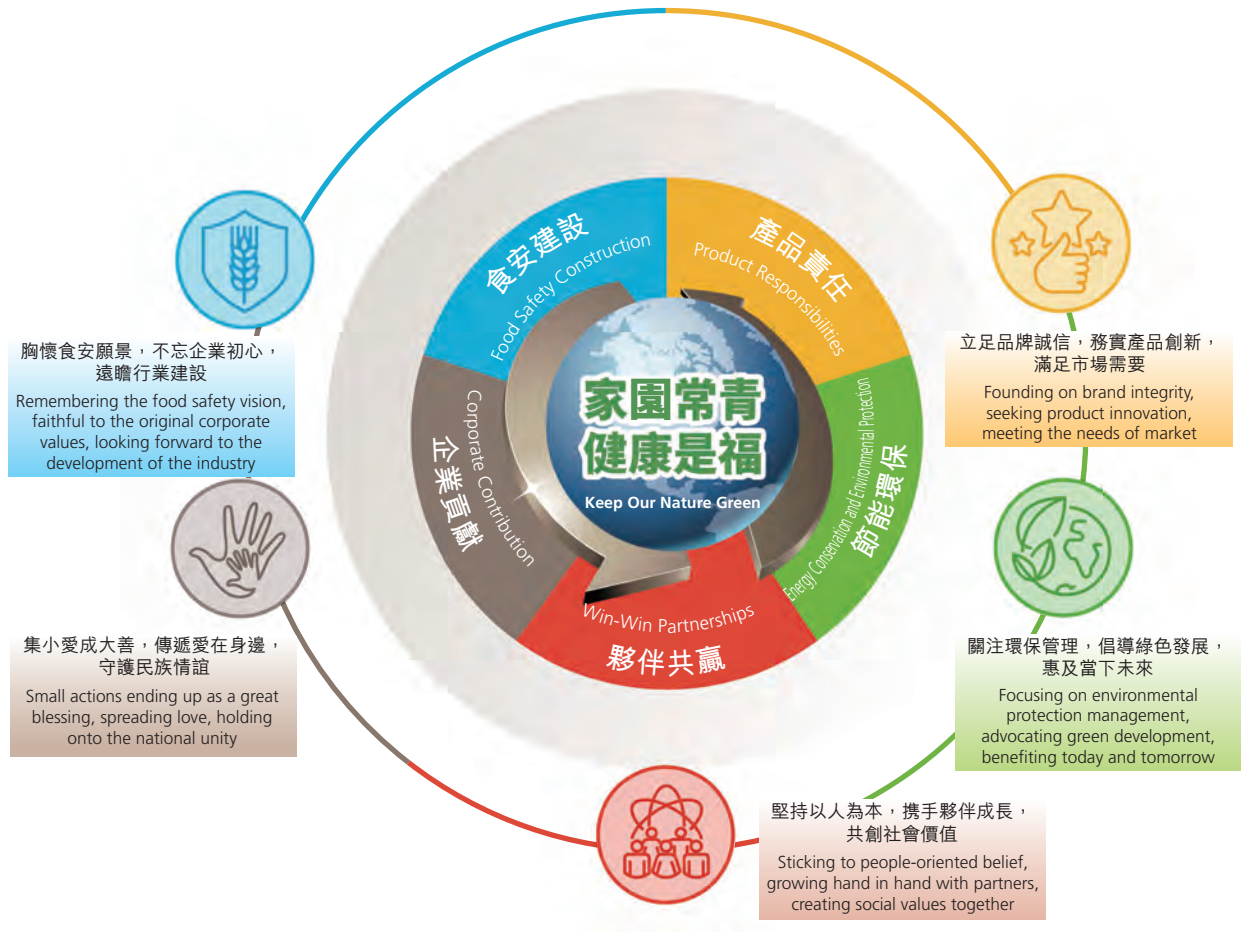 食安建設
Food Safety Construction
產品責任
Product Responsibilities
節能環保
Energy Conservation and Environmental Protection
夥伴共贏
Win-Win Partnerships
企業貢獻
Corporate Contribution
家園常青
健康是福
Keep Our Nature Green
胸懷食安願景，不忘企業初心，
遠瞻行業建設
Remembering the food safety vision,
faithful to the original corporate
values, looking forward to the
development of the industry
立足品牌誠信，務實產品創新，
滿足市場需要
Founding on brand integrity,
seeking product innovation,
meeting the needs of market
集小愛成大善，傳遞愛在身邊，
守護民族情誼
Small actions ending up as a great
blessing, spreading love, holding
onto the national unity
關注環保管理，倡導綠色發展，
惠及當下未來
Focusing on environmental
protection management,
advocating green development,
benefiting today and tomorrow
堅持以人為本，携手夥伴成長，
共創社會價值
Sticking to people-oriented belief,
growing hand in hand with partners,
creating social values together